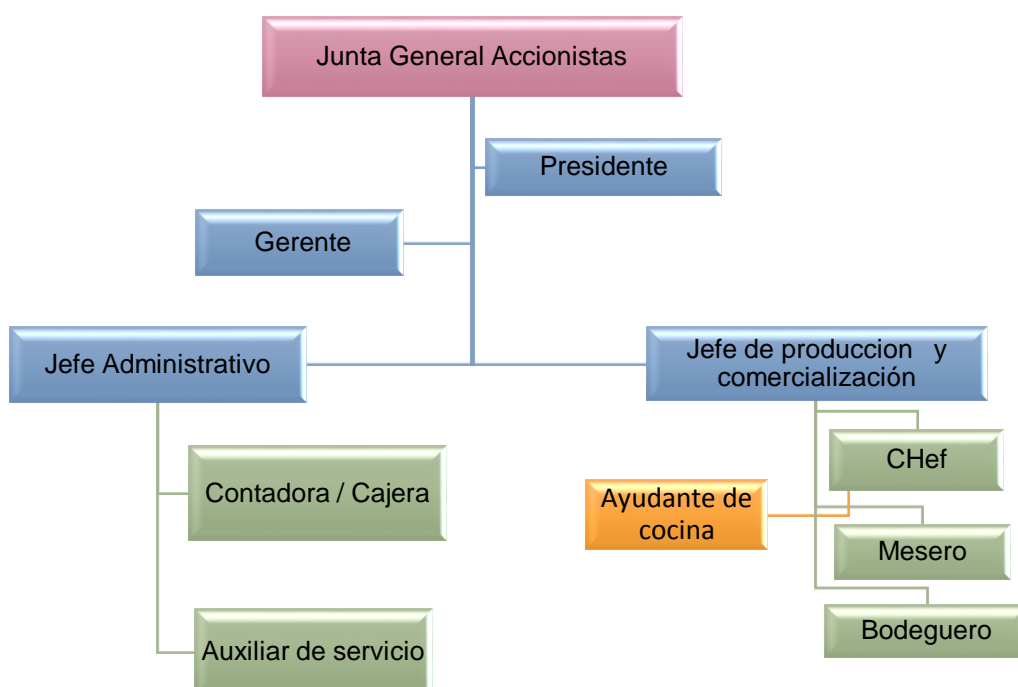 Junta General Accionistas
Presidente
Gerente
Jefe Administrativo
Jefe de produccion y
comercialización
Contadora / Cajera
Auxiliar de servicio
CHef
Ayudante de
cocina
Mesero
Bodeguero